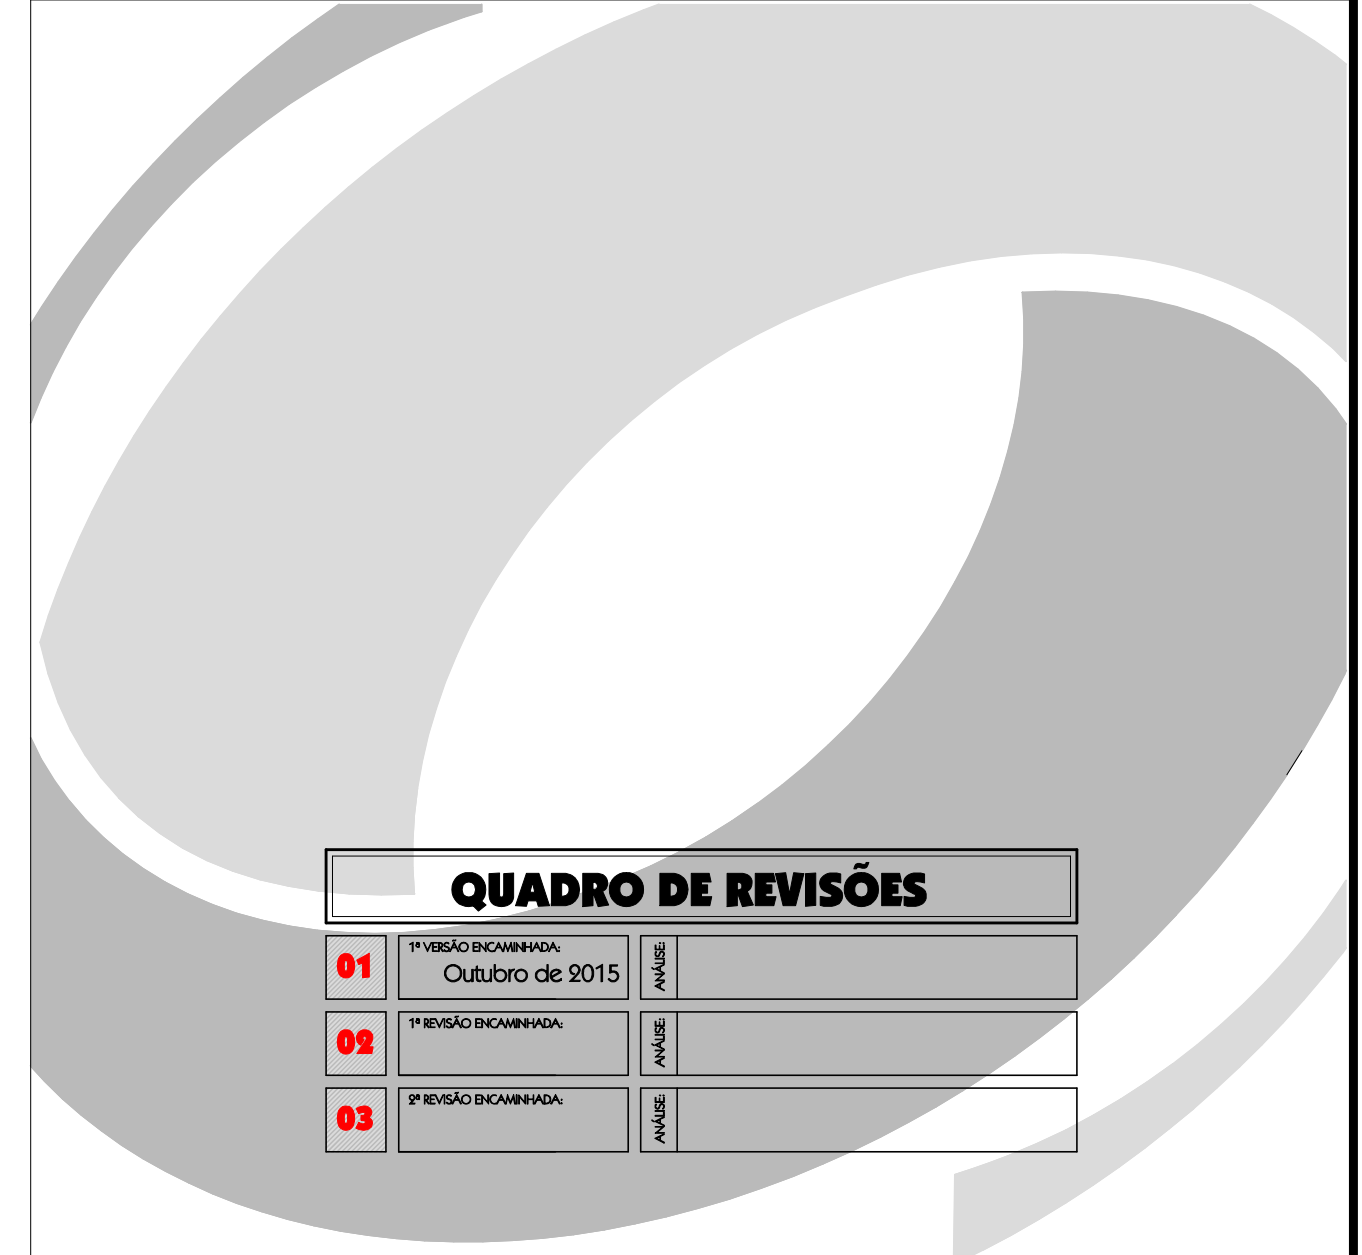 QUADRO DE REVISÕES
01
1ª VERSÃO ENCAMINHADA:
Outubro de 2015
ANÁLISE:
02
1ª REVISÃO ENCAMINHADA:
ANÁLISE:
03
2ª REVISÃO ENCAMINHADA:
ANÁLISE: